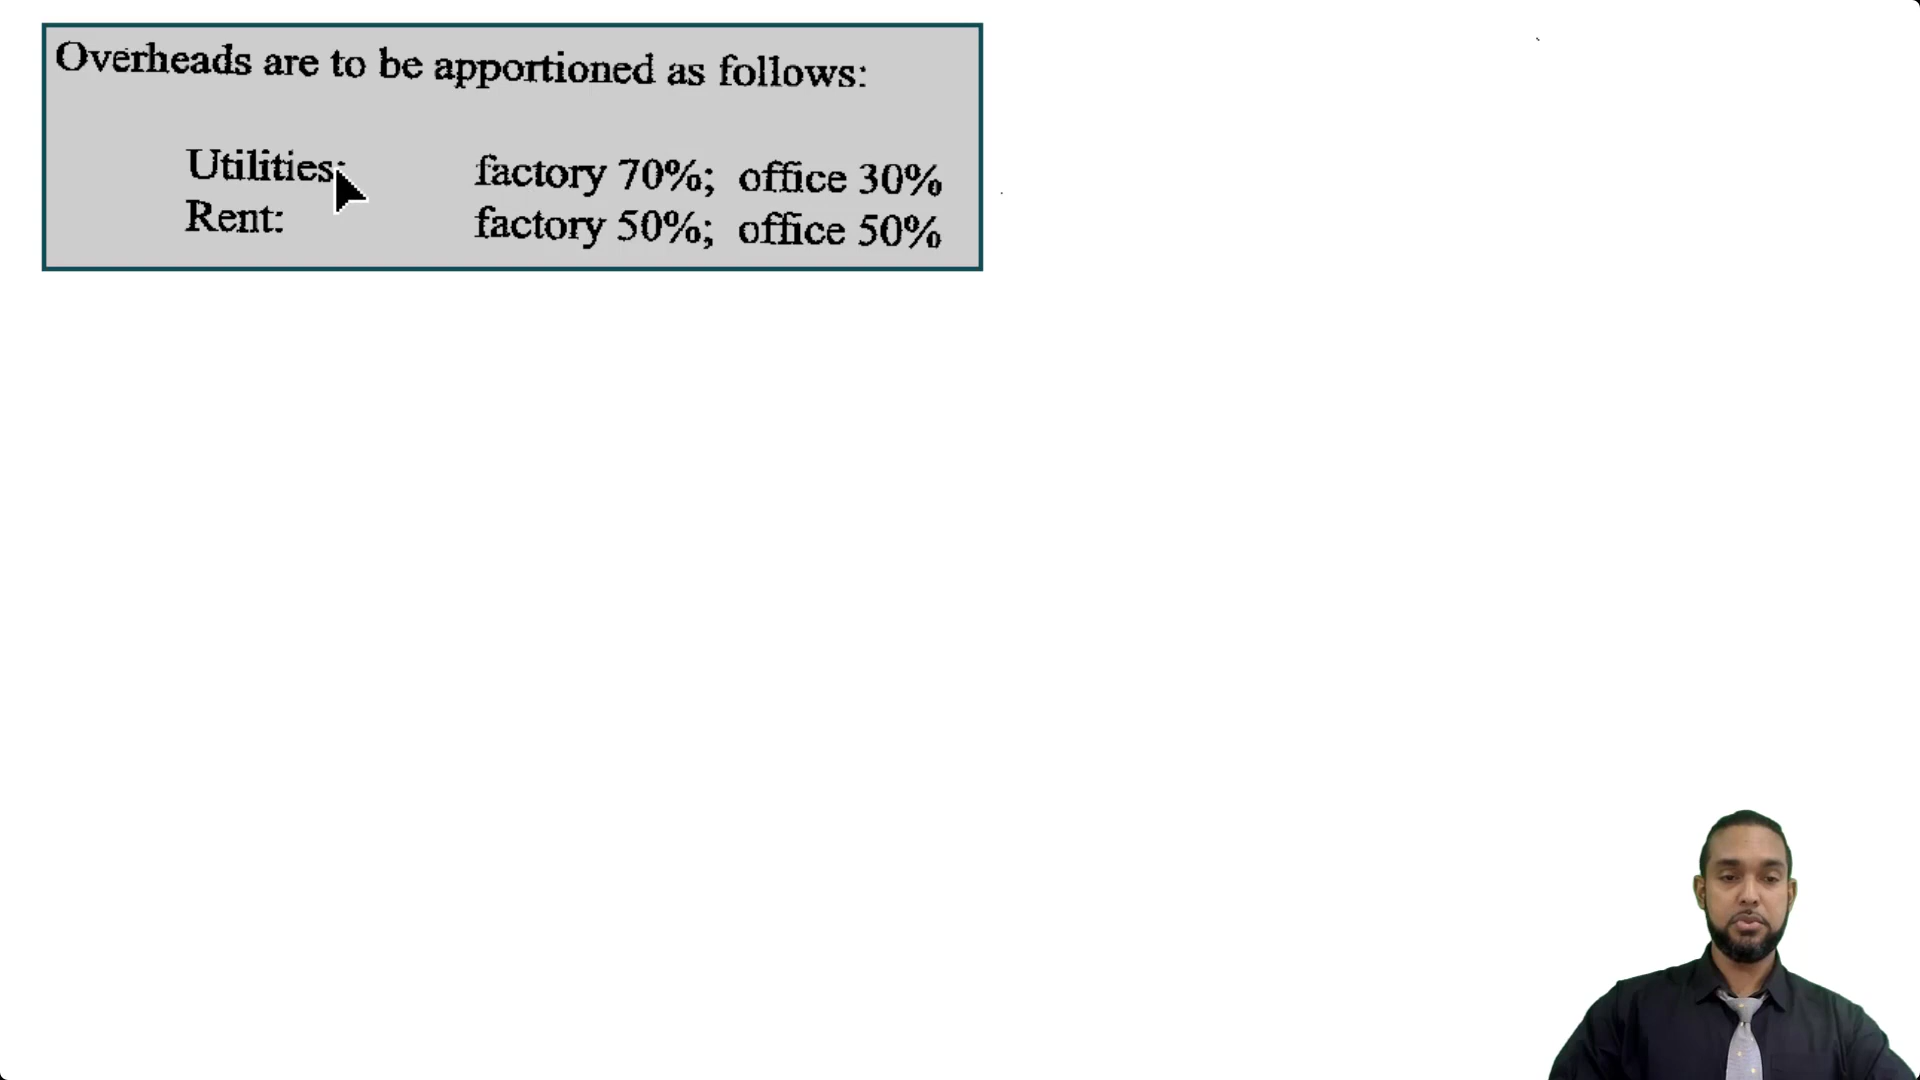 Overheads are to be apportioned as follows:
Utilities: factory 70%; office 30%
Rent: factory 50%; office 50%